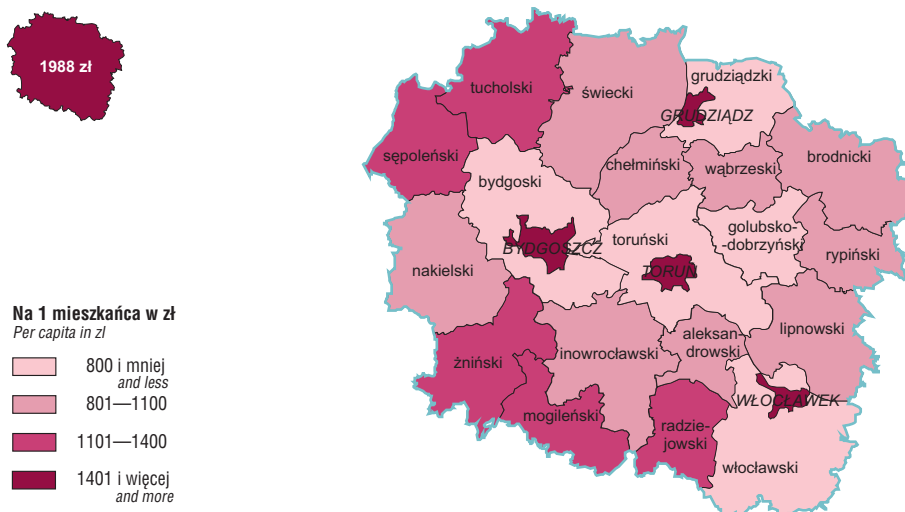 1988 zł
tucholski
świecki
grudziądzki
GRUDZIĄDZ
sępoleński
bydgoski
chełmiński
wąbrzeski
brodnicki
BYDGOSZCZ
toruński
golubsko-
-dobrzyński
rypiński
nakielski
TORUŃ
lipnowski
żniński
inowrocławski
aleksan-
drowski
mogileński
radzie-
jowski
WŁOCŁAWEK
włocławski
Na 1 mieszkańca w zł
Per capita in zl
800 i mniej
and less
801—1100
1101—1400
1401 i więcej
and more